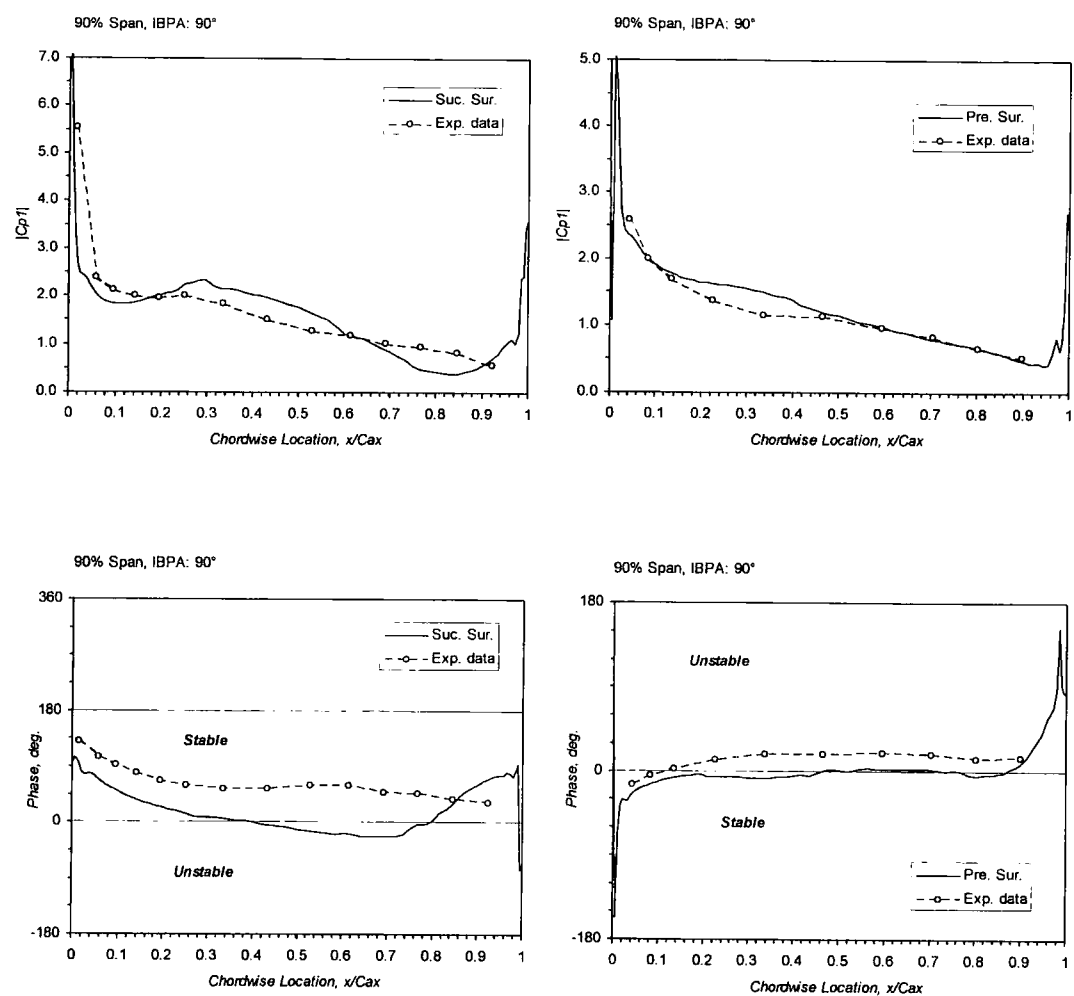 90% Span, IBPA: 90°
7.0
6.0
5.0
4.0
3.0
2.0
1.0
0.0
|Cp1|
Suc. Sur.
Exp. data
0 0.1 0.2 0.3 0.4 0.5 0.6 0.7 0.8 0.9 1
Chordwise Location, x/Cax
90% Span, IBPA: 90°
5.0
4.0
3.0
2.0
1.0
0.0
|Cp1|
Pre. Sur.
Exp. data
0 0.1 0.2 0.3 0.4 0.5 0.6 0.7 0.8 0.9 1
Chordwise Location, x/Cax
90% Span, IBPA: 90°
360
180
0
-180
Phase, deg.
Suc. Sur.
Exp. data
Stable
Unstable
0 0.1 0.2 0.3 0.4 0.5 0.6 0.7 0.8 0.9 1
Chordwise Location, x/Cax
90% Span, IBPA: 90°
180
0
-180
Phase, deg.
Unstable
Stable
Pre. Sur.
Exp. data
0 0.1 0.2 0.3 0.4 0.5 0.6 0.7 0.8 0.9 1
Chordwise Location, x/Cax